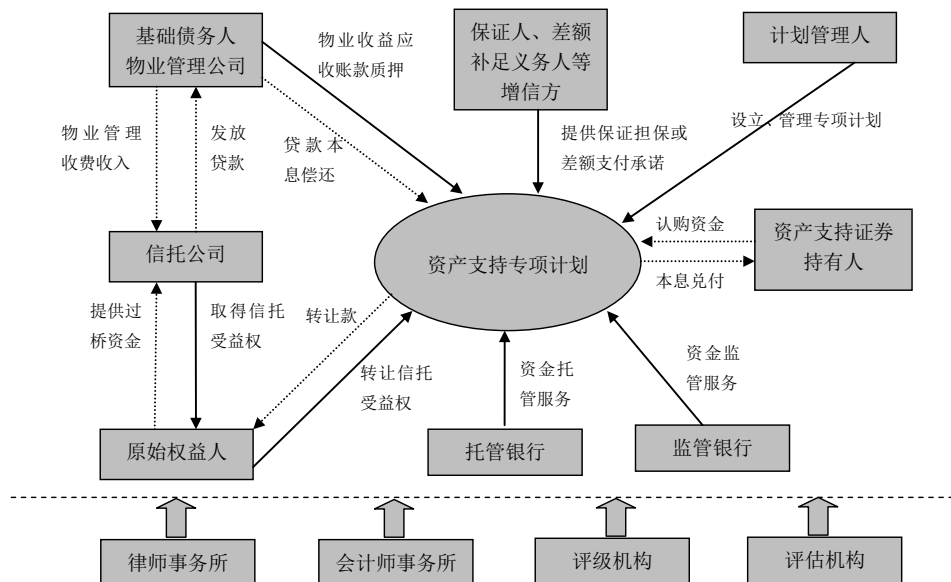 基础债务人
物业管理公司
物业收益应
收账款质押
保证人、差额
补足义务人等
增信方
计划管理人
物业管理
收费收入
发放
贷款
贷款本
息偿还
提供保证担保或
差额支付承诺
设立、管理专项计划
信托公司
资产支持专项计划
认购资金
本息兑付
资产支持证券
持有人
提供过
桥资金
取得信托
受益权
转让款
转让信托
受益权
资金托
管服务
资金监
管服务
原始权益人
托管银行
监管银行
律师事务所
会计师事务所
评级机构
评估机构